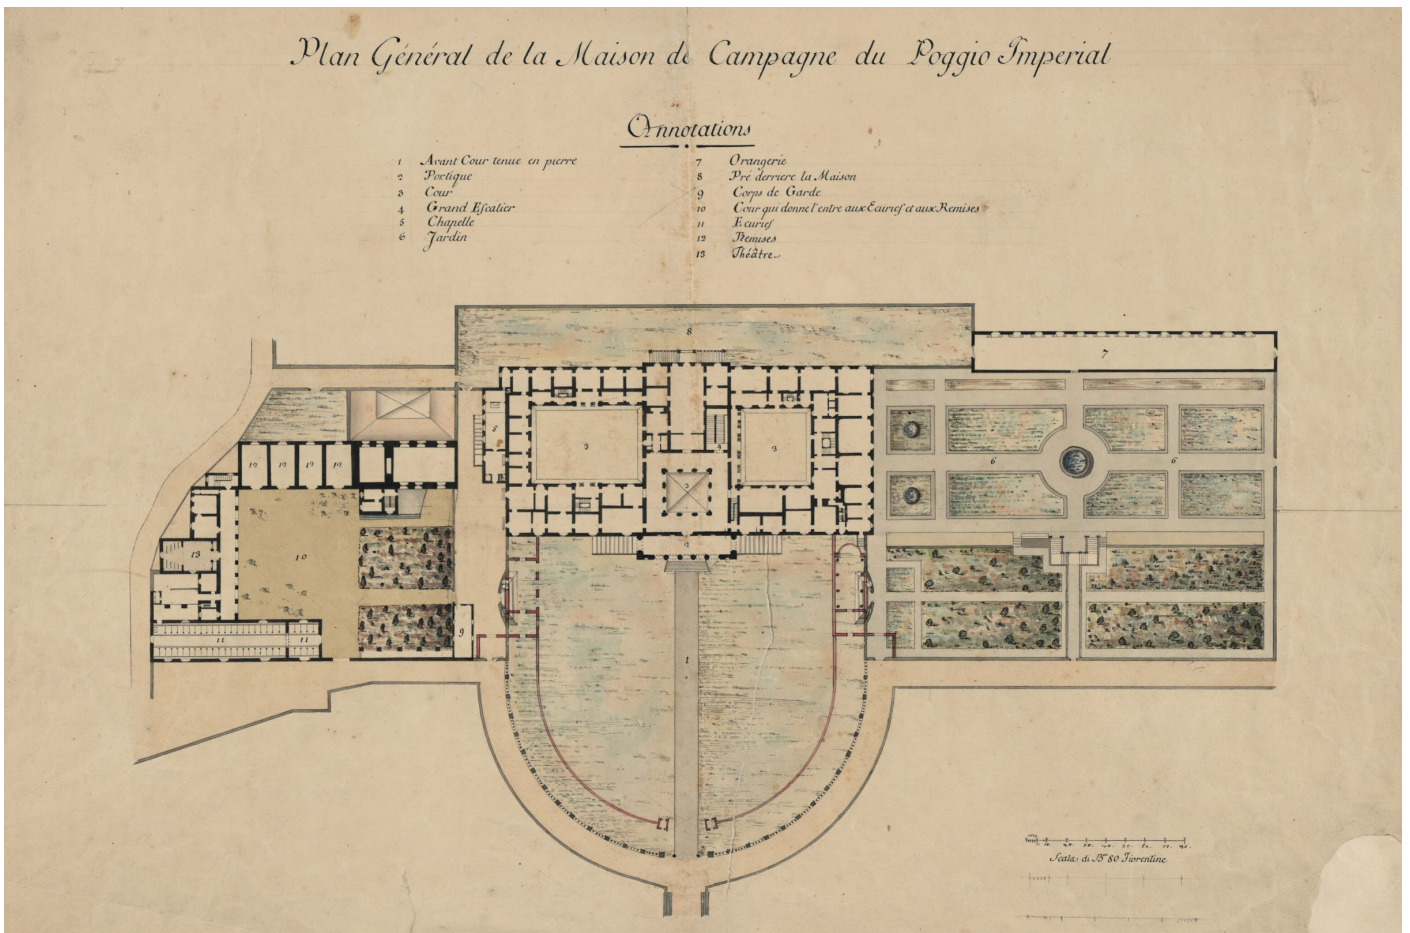 Plan Général de la Maison de Campagne du Poggio Imperial
Annotations
1 Avant Cour tenue en pierre
2 Portique
3 Cour
4 Grand Escalier
5 Chapelle
6 Jardin
7 Orangerie
8 Pré derriere la Maison
9 Corps de Garde
10 Cour qui donne l'entre aux Ecuries et aux Remises
11 Ecuries
12 Remises
13 Théâtre
8
7
5
3
4
3
2
6
6
12
12
12
12
13
10
11
11
9
1
Scala di Bra 80 Fiorentine